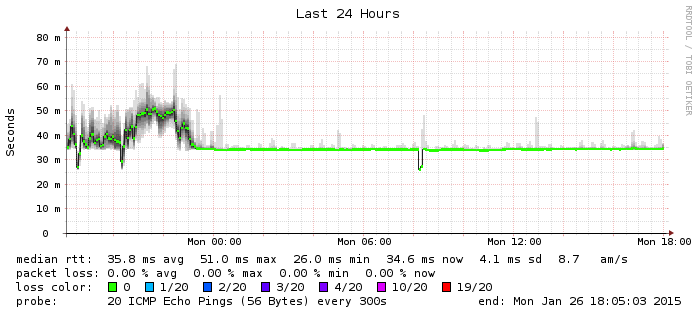 Last 24 Hours
RRDTOOL / TOBI OETIKER
Seconds
80 m
70 m
60 m
50 m
40 m
30 m
20 m
10 m
0
Mon 00:00 Mon 06:00 Mon 12:00 Mon 18:00
median rtt: 35.8 ms avg 51.0 ms max 26.0 ms min 34.6 ms now 4.1 ms sd 8.7 am/s
packet loss: 0.00 % avg 0.00 % max 0.00 % min 0.00 % now
loss color: 0 1/20 2/20 3/20 4/20 10/20 19/20
probe: 20 ICMP Echo Pings (56 Bytes) every 300s end: Mon Jan 26 18:05:03 2015